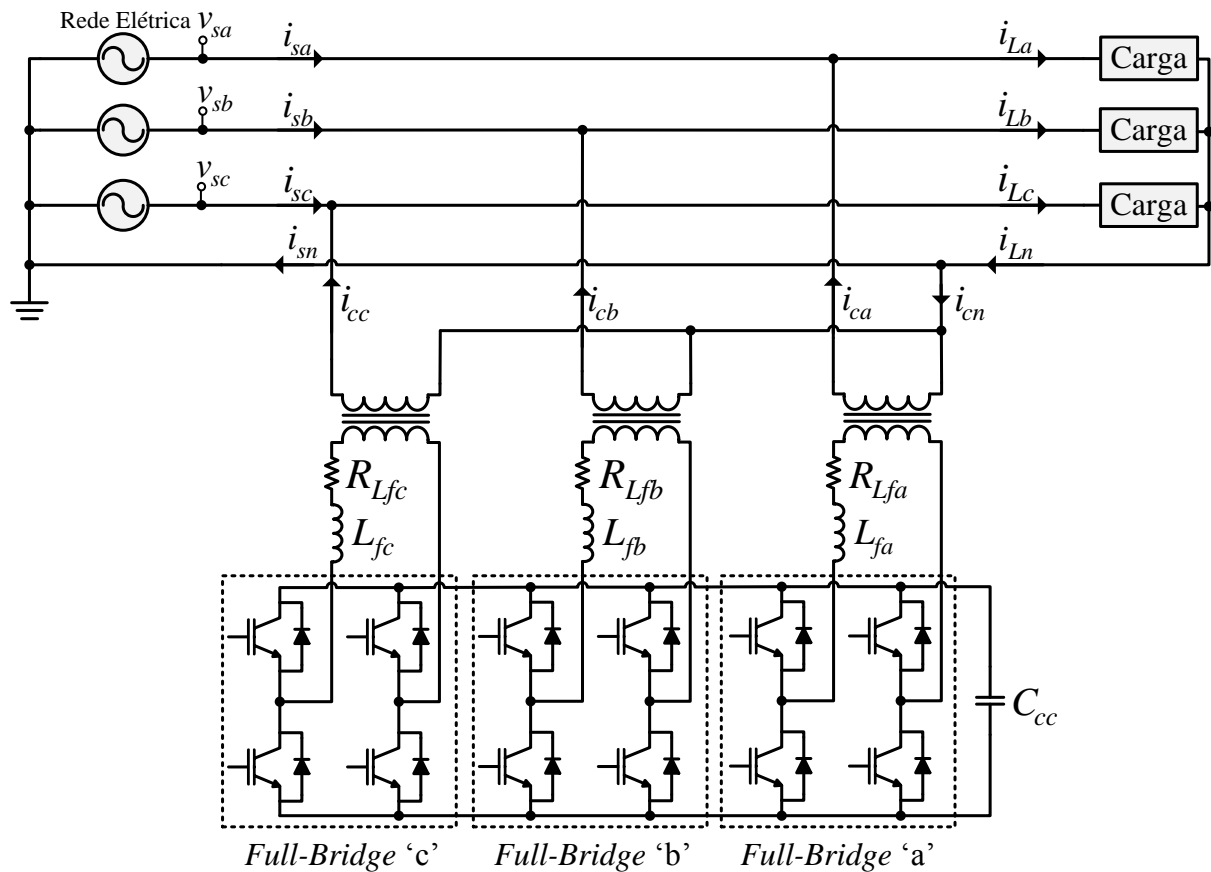 Rede Elétrica
v_sa
i_sa
i_La
Carga
v_sb
i_sb
i_Lb
Carga
v_sc
i_sc
i_Lc
Carga
i_sn
i_Ln
i_cc
i_cb
i_ca
i_cn
R_Lfc
R_Lfb
R_Lfa
L_fc
L_fb
L_fa
C_cc
Full-Bridge ‘c’
Full-Bridge ‘b’
Full-Bridge ‘a’